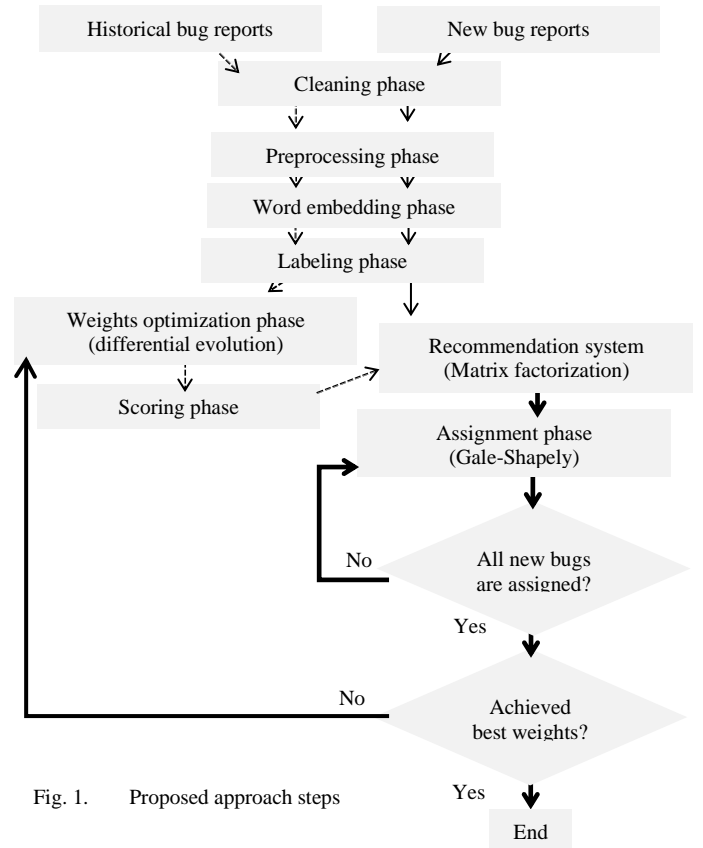 Historical bug reports
New bug reports
Cleaning phase
Preprocessing phase
Word embedding phase
Labeling phase
Weights optimization phase
(differential evolution)
Recommendation system
(Matrix factorization)
Scoring phase
Assignment phase
(Gale-Shapely)
No
All new bugs
are assigned?
Yes
No
Achieved
best weights?
Yes
Fig. 1. Proposed approach steps
End